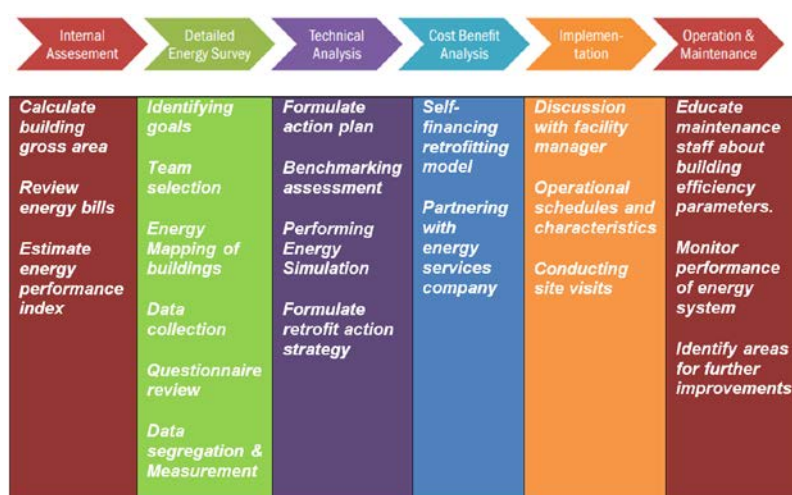 Internal
Assesement
Detailed
Energy Survey
Technical
Analysis
Cost Benefit
Analysis
Implemen-
tation
Operation &
Maintenance
Calculate
building
gross area
Review
energy bills
Estimate
energy
performance
index
Identifying
goals
Team
selection
Energy
Mapping of
buildings
Data
collection
Questionnaire
review
Data
segregation &
Measurement
Formulate
action plan
Benchmarking
assessment
Performing
Energy
Simulation
Formulate
retrofit action
strategy
Self-
financing
retrofitting
model
Partnering
with
energy
services
company
Discussion
with facility
manager
Operational
schedules and
characteristics
Conducting
site visits
Educate
maintenance
staff about
building
efficiency
parameters.
Monitor
performance
of energy
system
Identify areas
for further
improvements